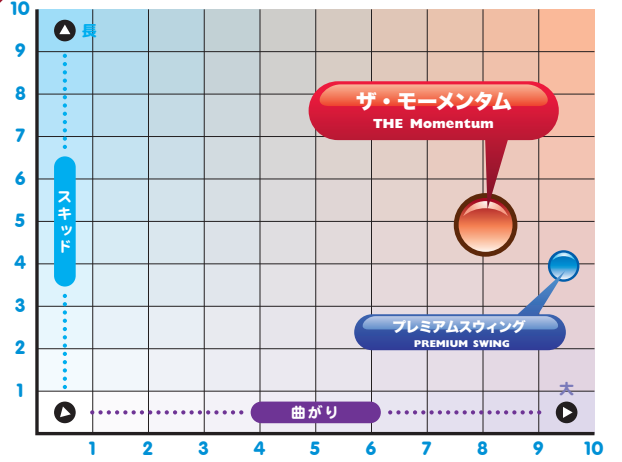 10
長
9
8
ザ・モーメンタム
THE Momentum
7
6
スキッド
5
4
3
プレミアムスウィング
PREMIUM SWING
2
1
大
曲がり
1 2 3 4 5 6 7 8 9 10